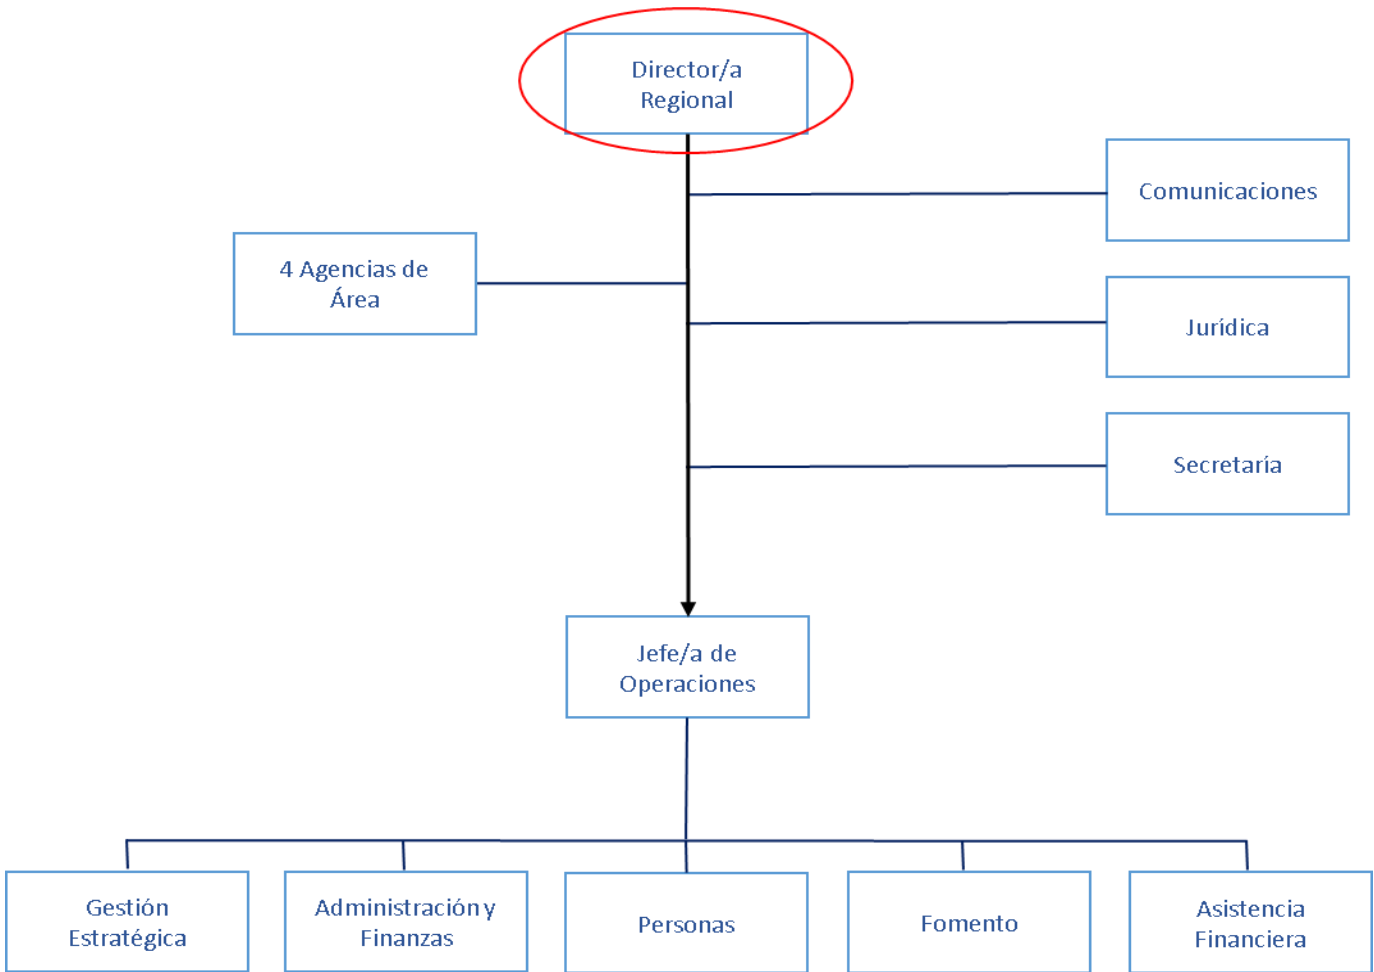 Director/a
Regional
Comunicaciones
4 Agencias de
Área
Jurídica
Secretaría
Jefe/a de
Operaciones
Gestión
Estratégica
Administración y
Finanzas
Personas
Fomento
Asistencia
Financiera